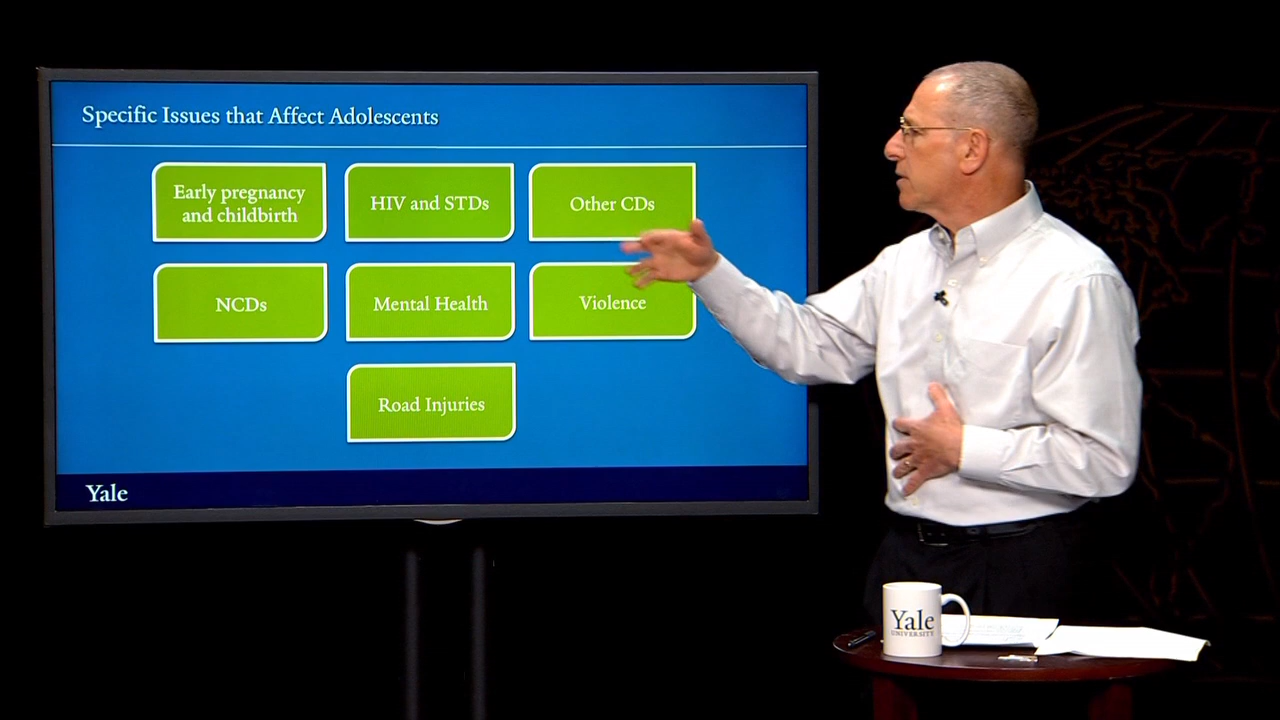 Specific Issues that Affect Adolescents
Early pregnancy
and childbirth
HIV and STDs
Other CDs
NCDs
Mental Health
Violence
Road Injuries
Yale
Yale
UNIVERSITY